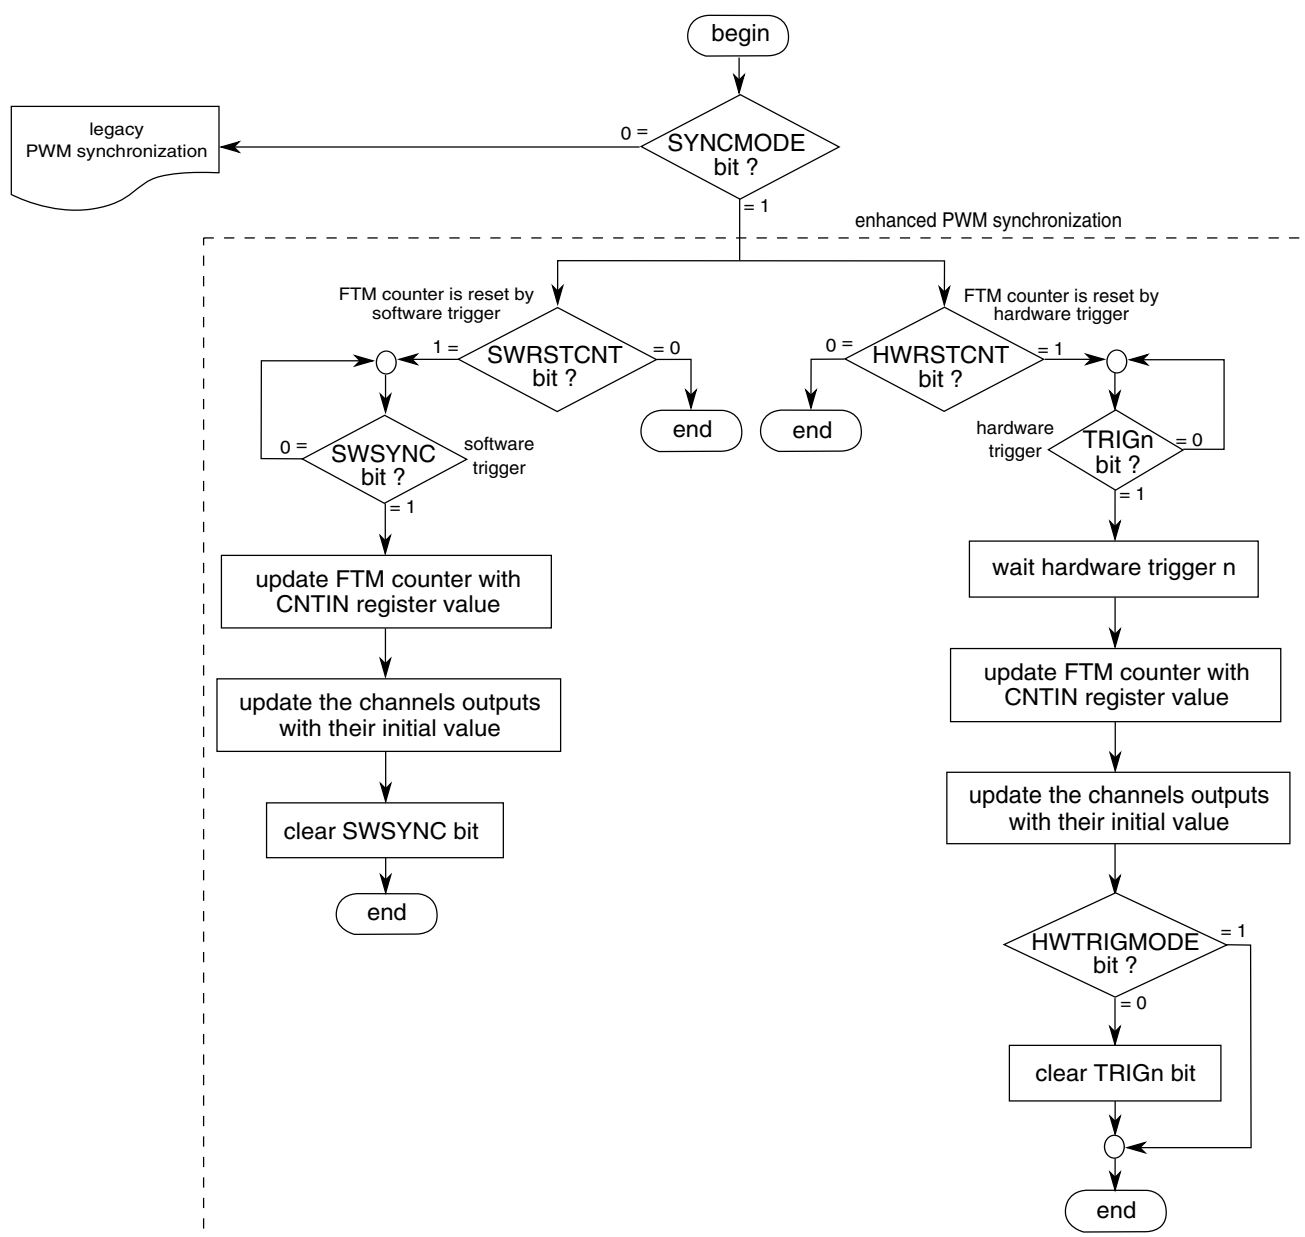 begin
legacy
PWM synchronization
0 =
SYNCMODE
bit ?
= 1
enhanced PWM synchronization
FTM counter is reset by
software trigger
FTM counter is reset by
hardware trigger
1 =
SWRSTCNT
bit ?
= 0
0 =
HWRSTCNT
bit ?
= 1
end
end
0 =
SWSYNC
bit ?
software
trigger
= 1
hardware
trigger
TRIGn
bit ?
= 0
= 1
update FTM counter with
CNTIN register value
wait hardware trigger n
update the channels outputs
with their initial value
update FTM counter with
CNTIN register value
clear SWSYNC bit
update the channels outputs
with their initial value
end
HWTRIGMODE
bit ?
= 1
= 0
clear TRIGn bit
end